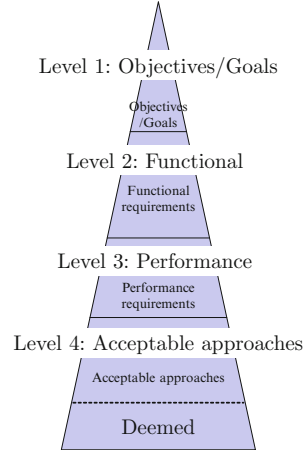 Level 1: Objectives/Goals
Objectives
/Goals
Level 2: Functional
Functional
requirements
Level 3: Performance
Performance
requirements
Level 4: Acceptable approaches
Acceptable approaches
Deemed